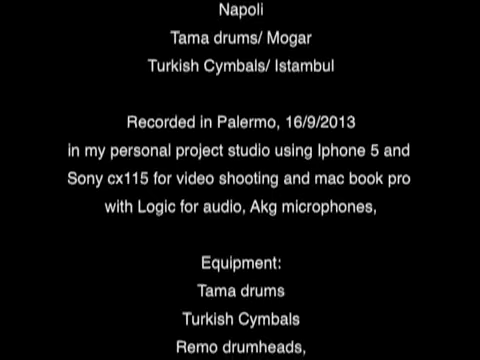 Napoli
Tama drums/ Mogar
Turkish Cymbals/ Istambul
Recorded in Palermo, 16/9/2013
in my personal project studio using Iphone 5 and
Sony cx115 for video shooting and mac book pro
with Logic for audio, Akg microphones,
Equipment:
Tama drums
Turkish Cymbals
Remo drumheads,